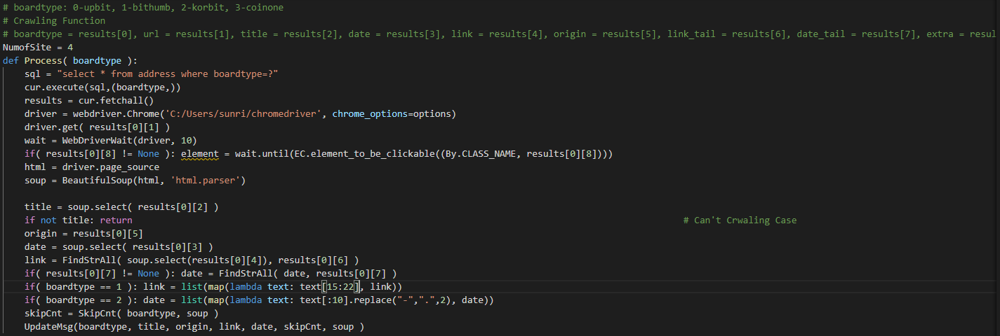 # boardtype: 0-upbit, 1-bithumb, 2-korbit, 3-coinone
# Crawling Function
# boardtype = results[0], url = results[1], title = results[2], date = results[3], link = results[4], origin = results[5], link_tail = results[6], date_tail = results[7], extra = resul
NumofSite = 4
def Process( boardtype ):
    sql = "select * from address where boardtype=?"
    cur.execute(sql,(boardtype,))
    results = cur.fetchall()
    driver = webdriver.Chrome('C:/Users/sunri/chromedriver', chrome_options=options)
    driver.get( results[0][1] )
    wait = WebDriverWait(driver, 10)
    if( results[0][8] != None ): element = wait.until(EC.element_to_be_clickable((By.CLASS_NAME, results[0][8])))
    html = driver.page_source
    soup = BeautifulSoup(html, 'html.parser')

    title = soup.select( results[0][2] )
    if not title: return # Can't Crwaling Case
    origin = results[0][5]
    date = soup.select( results[0][3] )
    link = FindStrAll( soup.select(results[0][4]), results[0][6] )
    if( results[0][7] != None ): date = FindStrAll( date, results[0][7] )
    if( boardtype == 1 ): link = list(map(lambda text: text[15:22], link))
    if( boardtype == 2 ): date = list(map(lambda text: text[:10].replace("-",".",2), date))
    skipCnt = SkipCnt( boardtype, soup )
    UpdateMsg(boardtype, title, origin, link, date, skipCnt, soup )